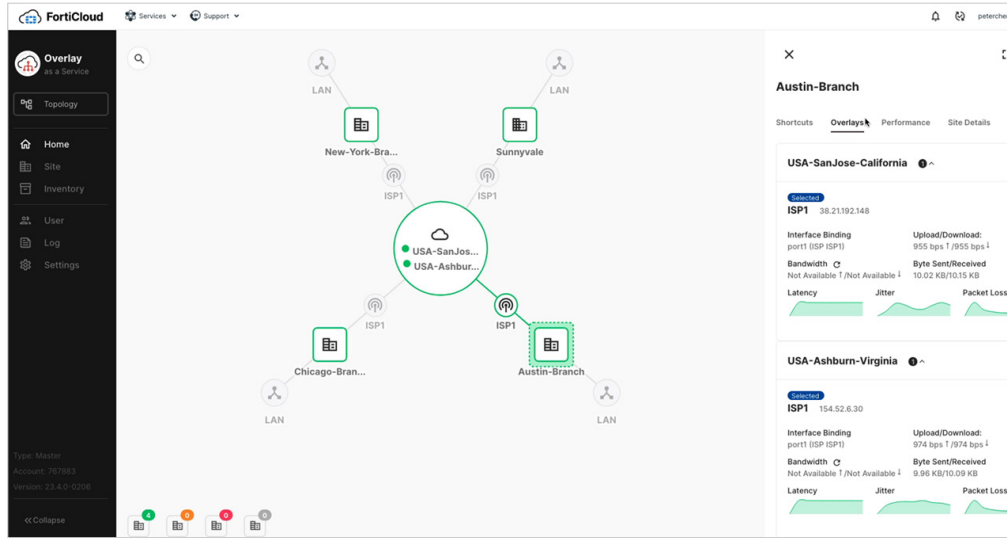 FortiCloud
Services
Support
Overlay
as a Service
Topology
Home
Site
Inventory
User
Log
Settings
Type: Master
Account: 767883
Version: 23.4.0-0206
Collapse
LAN
LAN
New-York-Bra...
Sunnyvale
ISP1
ISP1
USA-SanJos...
USA-Ashbur...
ISP1
ISP1
Chicago-Bran...
Austin-Branch
LAN
LAN
4
0
0
0
Austin-Branch
Shortcuts Overlays Performance Site Details
USA-SanJose-California 1
Selected
ISP1 38.21.192.148
Interface Binding Upload/Download:
port1 (ISP ISP1) 955 bps ↑/955 bps ↓
Bandwidth Byte Sent/Received
Not Available ↑/Not Available ↓ 10.02 KB/10.15 KB
Latency Jitter Packet Loss
USA-Ashburn-Virginia 1
Selected
ISP1 154.52.6.30
Interface Binding Upload/Download:
port1 (ISP ISP1) 974 bps ↑/974 bps ↓
Bandwidth Byte Sent/Received
Not Available ↑/Not Available ↓ 9.96 KB/10.09 KB
Latency Jitter Packet Loss